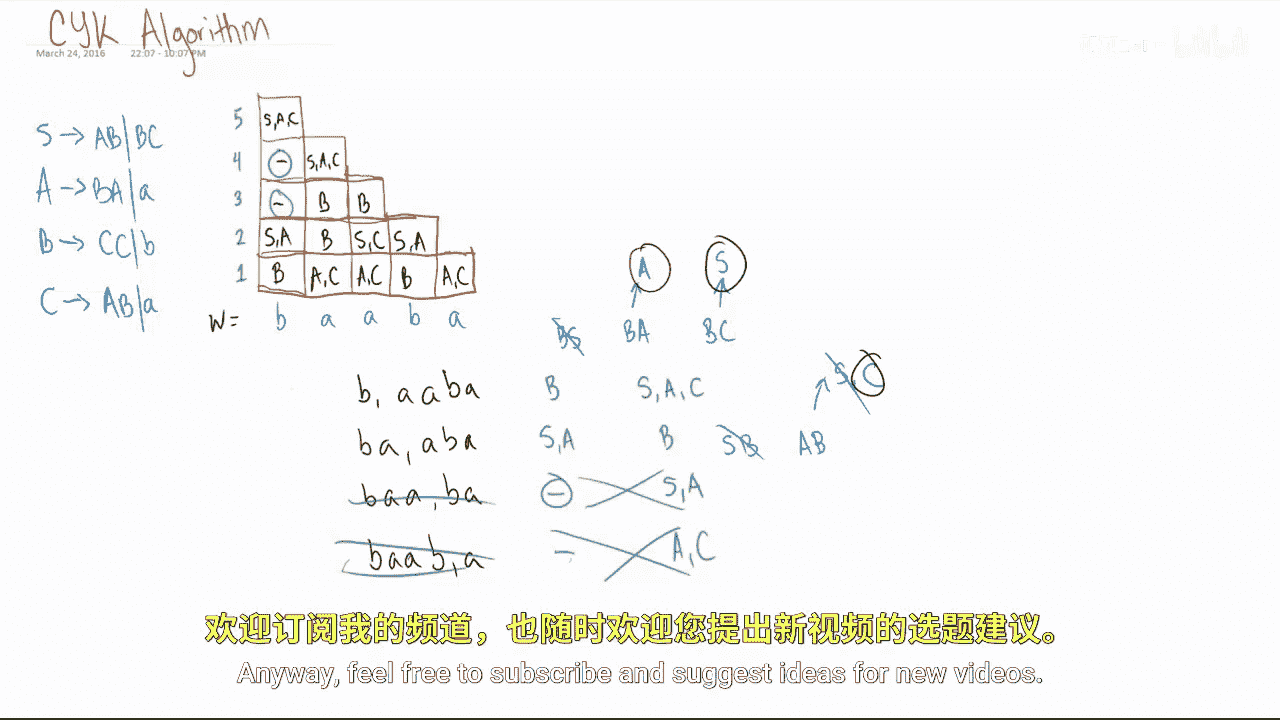 CYK Algorithm
March 24, 2016 22:07 - 10:07 PM
S → AB|BC
A → BA|a
B → CC|b
C → AB|a
5 S,A,C
4 ⊖ S,A,C
3 ⊖ B B
2 S,A B S,C S,A
1 B A,C A,C B A,C
W= b a a b a
A S
BS BA BC
b, aaba B S,A,C S,C
ba, aba S,A B SB AB
baa, ba ⊖ S,A
baab, a – A,C
欢迎订阅我的频道，也随时欢迎您提出新视频的选题建议。
Anyway, feel free to subscribe and suggest ideas for new videos.